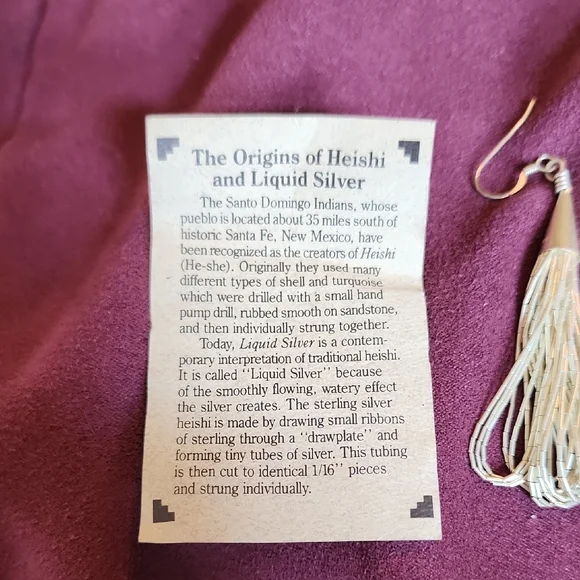 The Origins of Heishi
and Liquid Silver
The Santo Domingo Indians, whose
pueblo is located about 35 miles south of
historic Santa Fe, New Mexico, have
been recognized as the creators of Heishi
(He-she). Originally they used many
different types of shell and turquoise
which were drilled with a small hand
pump drill, rubbed smooth on sandstone,
and then individually strung together.
Today, Liquid Silver is a contem-
porary interpretation of traditional heishi.
It is called "Liquid Silver" because
of the smoothly flowing, watery effect
the silver creates. The sterling silver
heishi is made by drawing small ribbons
of sterling through a "drawplate" and
forming tiny tubes of silver. This tubing
is then cut to identical 1/16" pieces
and strung individually.